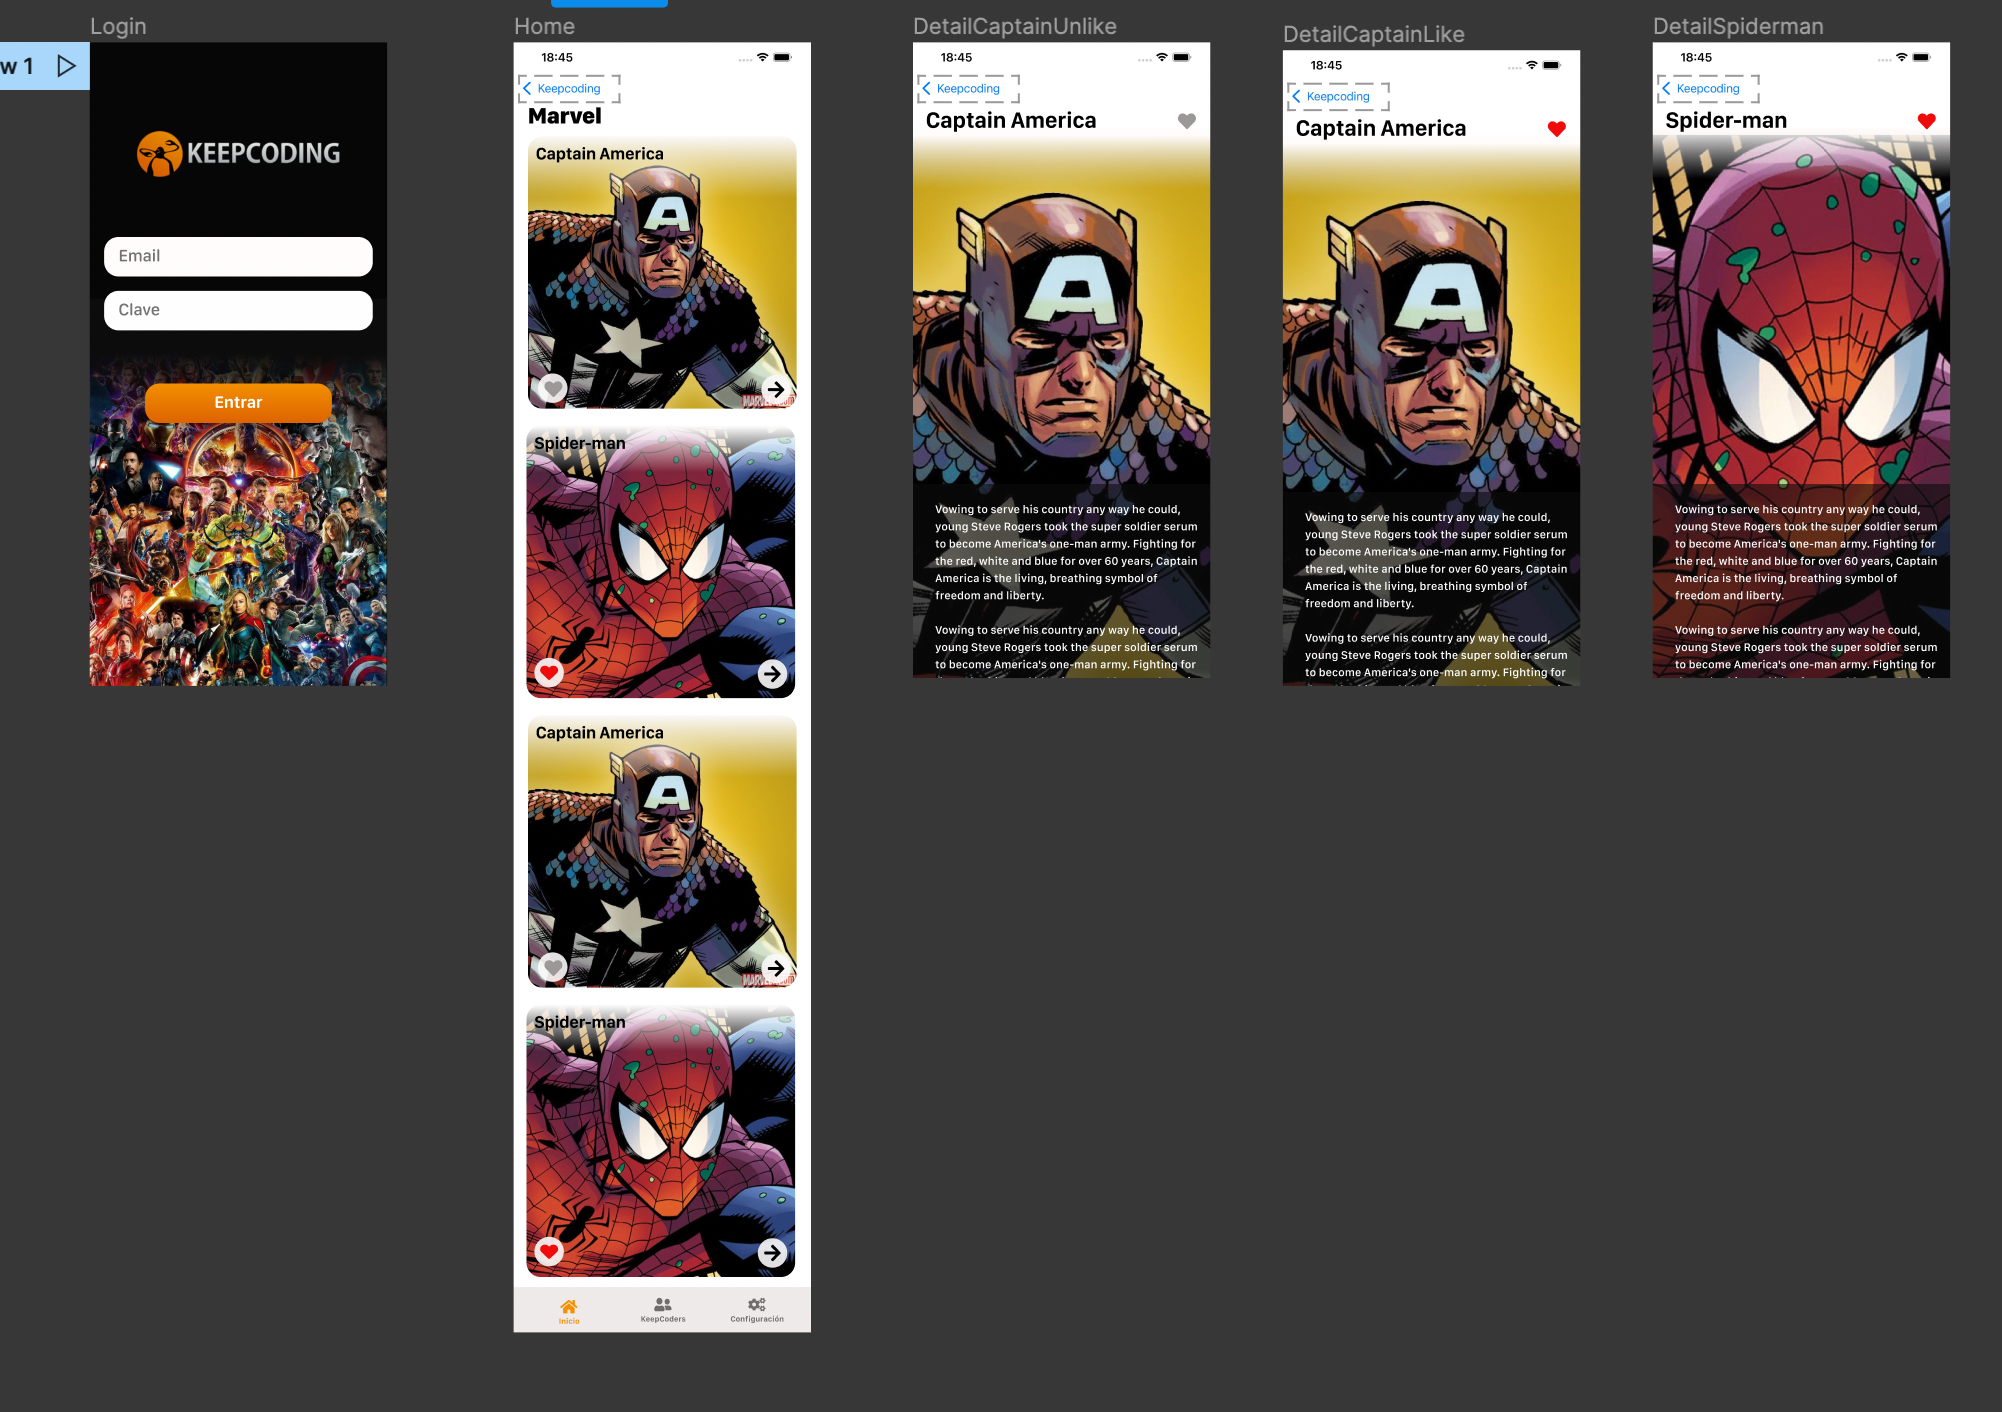 w 1
Login
KEEPCODING
Email
Clave
Entrar
Home
18:45
Keepcoding
Marvel
Captain America
A
Spider-man
Captain America
A
Spider-man
Inicio
KeepCoders
Configuración
DetailCaptainUnlike
18:45
Keepcoding
Captain America
A
Vowing to serve his country any way he could,
young Steve Rogers took the super soldier serum
to become America's one-man army. Fighting for
the red, white and blue for over 60 years, Captain
America is the living, breathing symbol of
freedom and liberty.
Vowing to serve his country any way he could,
young Steve Rogers took the super soldier serum
to become America's one-man army. Fighting for
DetailCaptainLike
18:45
Keepcoding
Captain America
A
Vowing to serve his country any way he could,
young Steve Rogers took the super soldier serum
to become America's one-man army. Fighting for
the red, white and blue for over 60 years, Captain
America is the living, breathing symbol of
freedom and liberty.
Vowing to serve his country any way he could,
young Steve Rogers took the super soldier serum
to become America's one-man army. Fighting for
DetailSpiderman
18:45
Keepcoding
Spider-man
Vowing to serve his country any way he could,
young Steve Rogers took the super soldier serum
to become America's one-man army. Fighting for
the red, white and blue for over 60 years, Captain
America is the living, breathing symbol of
freedom and liberty.
Vowing to serve his country any way he could,
young Steve Rogers took the super soldier serum
to become America's one-man army. Fighting for